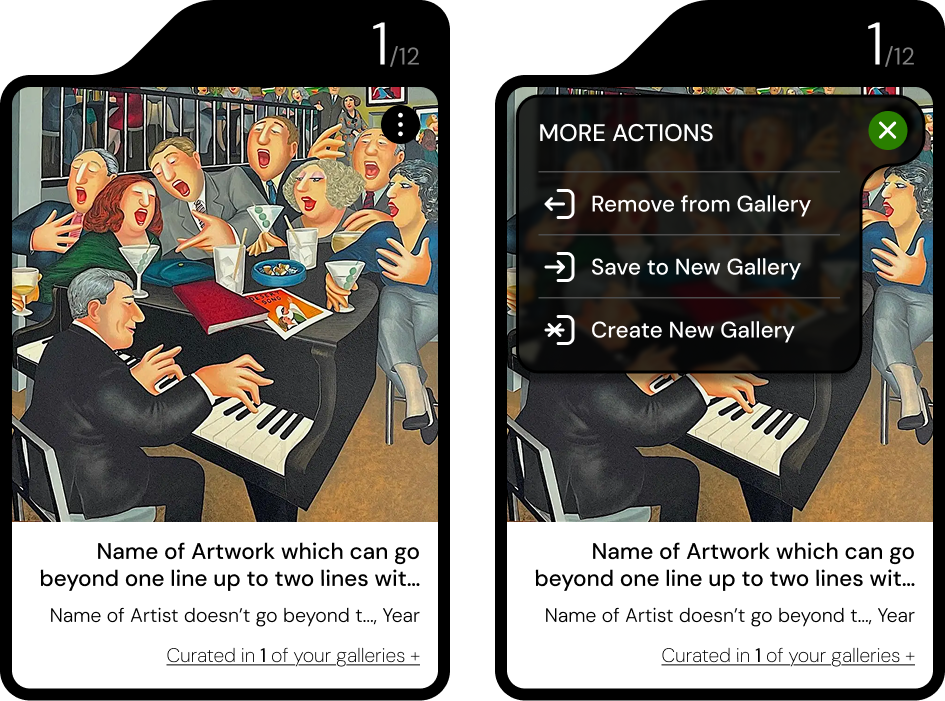 1/12
Name of Artwork which can go
beyond one line up to two lines wit...
Name of Artist doesn’t go beyond t..., Year
Curated in 1 of your galleries +
1/12
MORE ACTIONS
Remove from Gallery
Save to New Gallery
Create New Gallery
Name of Artwork which can go
beyond one line up to two lines wit...
Name of Artist doesn’t go beyond t..., Year
Curated in 1 of your galleries +